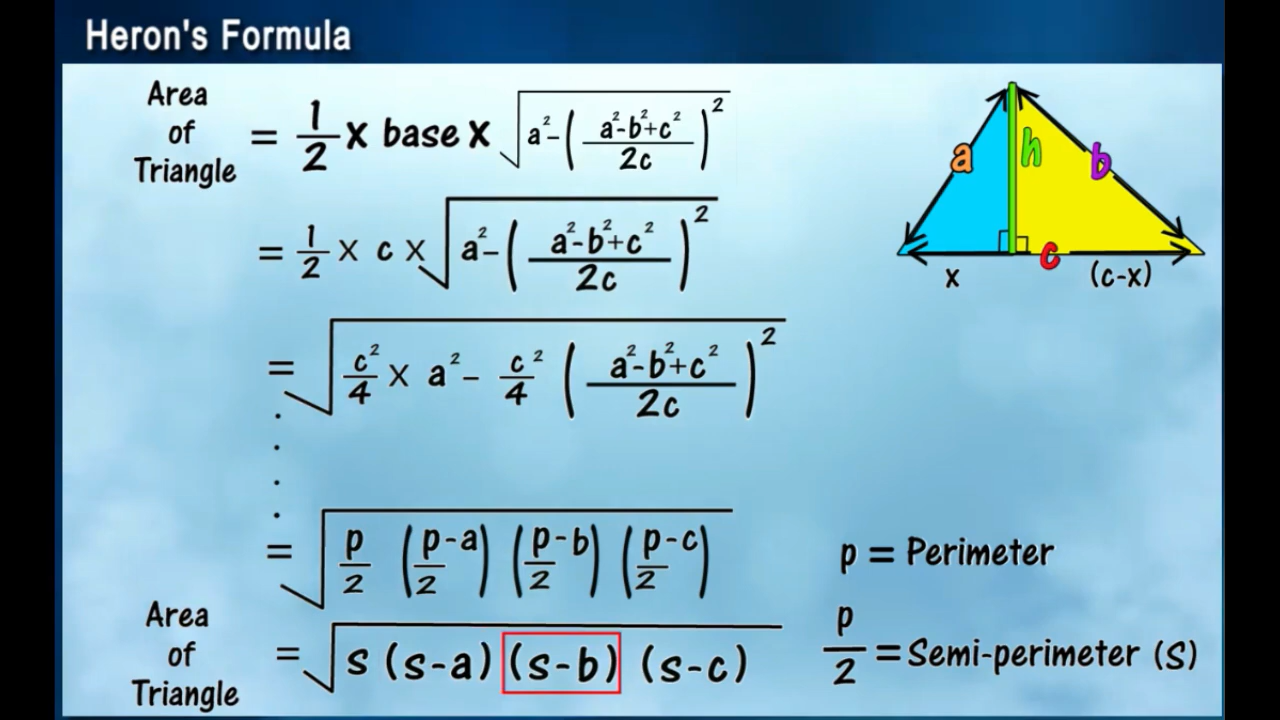 Heron's Formula
Area of Triangle = 1/2 x base x √(a² - ((a²-b²+c²)/2c)²)
= 1/2 x c x √(a² - ((a²-b²+c²)/2c)²)
= √(c²/4 x a² - c²/4 ((a²-b²+c²)/2c)²)
.
.
.
.
= √(p/2 (p/2 - a) (p/2 - b) (p/2 - c))
Area of Triangle = √(s (s-a) (s-b) (s-c))
a
h
b
c
x
(c-x)
p = Perimeter
p/2 = Semi-perimeter (S)